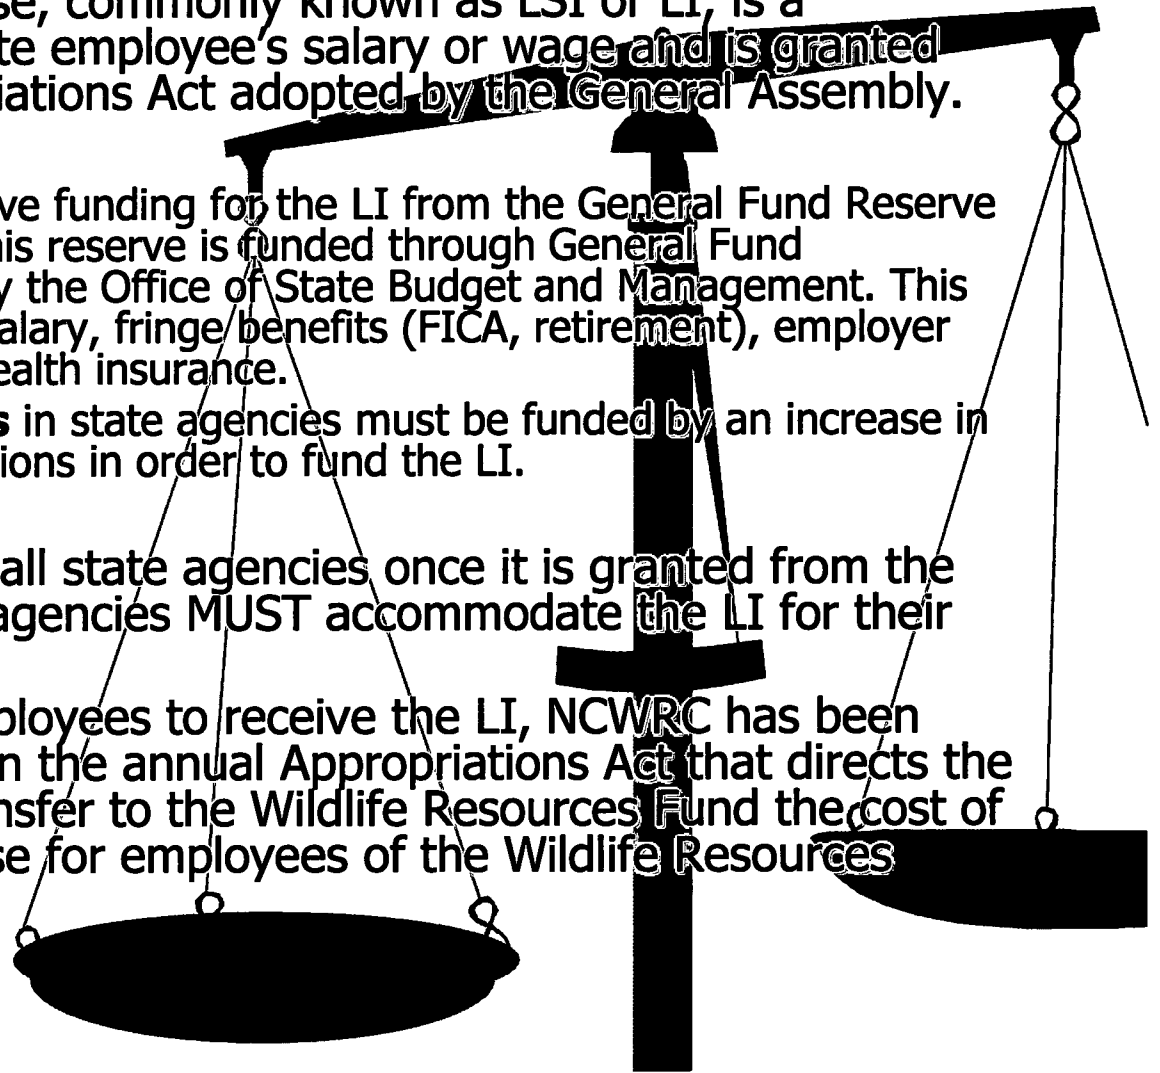 se, commonly known as LSI or LI, is a
te employee's salary or wage and is granted
iations Act adopted by the General Assembly.
ve funding for the LI from the General Fund Reserve
his reserve is funded through General Fund
y the Office of State Budget and Management. This
alary, fringe benefits (FICA, retirement), employer
ealth insurance.
s in state agencies must be funded by an increase in
ions in order to fund the LI.
all state agencies once it is granted from the
agencies MUST accommodate the LI for their
ployees to receive the LI, NCWRC has been
n the annual Appropriations Act that directs the
nsfer to the Wildlife Resources Fund the cost of
se for employees of the Wildlife Resources